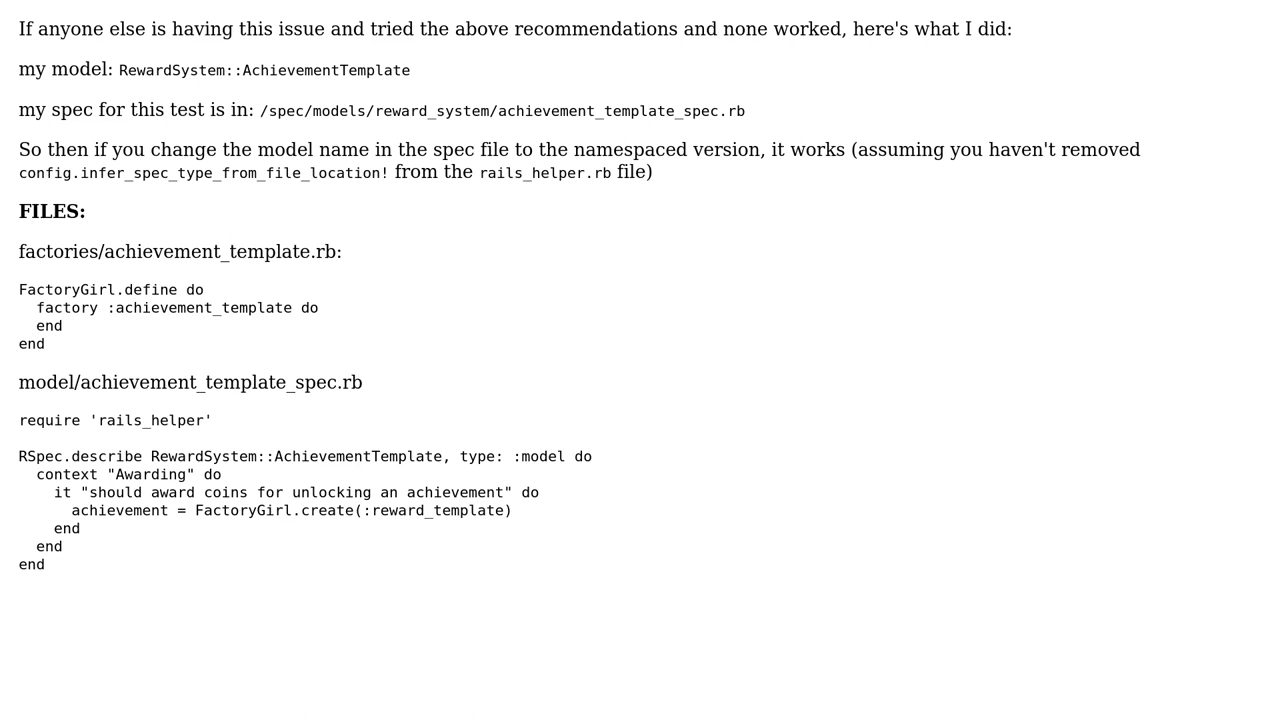 If anyone else is having this issue and tried the above recommendations and none worked, here's what I did:
my model: RewardSystem::AchievementTemplate
my spec for this test is in: /spec/models/reward_system/achievement_template_spec.rb
So then if you change the model name in the spec file to the namespaced version, it works (assuming you haven't removed
config.infer_spec_type_from_file_location! from the rails_helper.rb file)
FILES:
factories/achievement_template.rb:
FactoryGirl.define do
  factory :achievement_template do
  end
end
model/achievement_template_spec.rb
require 'rails_helper'
RSpec.describe RewardSystem::AchievementTemplate, type: :model do
  context "Awarding" do
    it "should award coins for unlocking an achievement" do
      achievement = FactoryGirl.create(:reward_template)
    end
  end
end